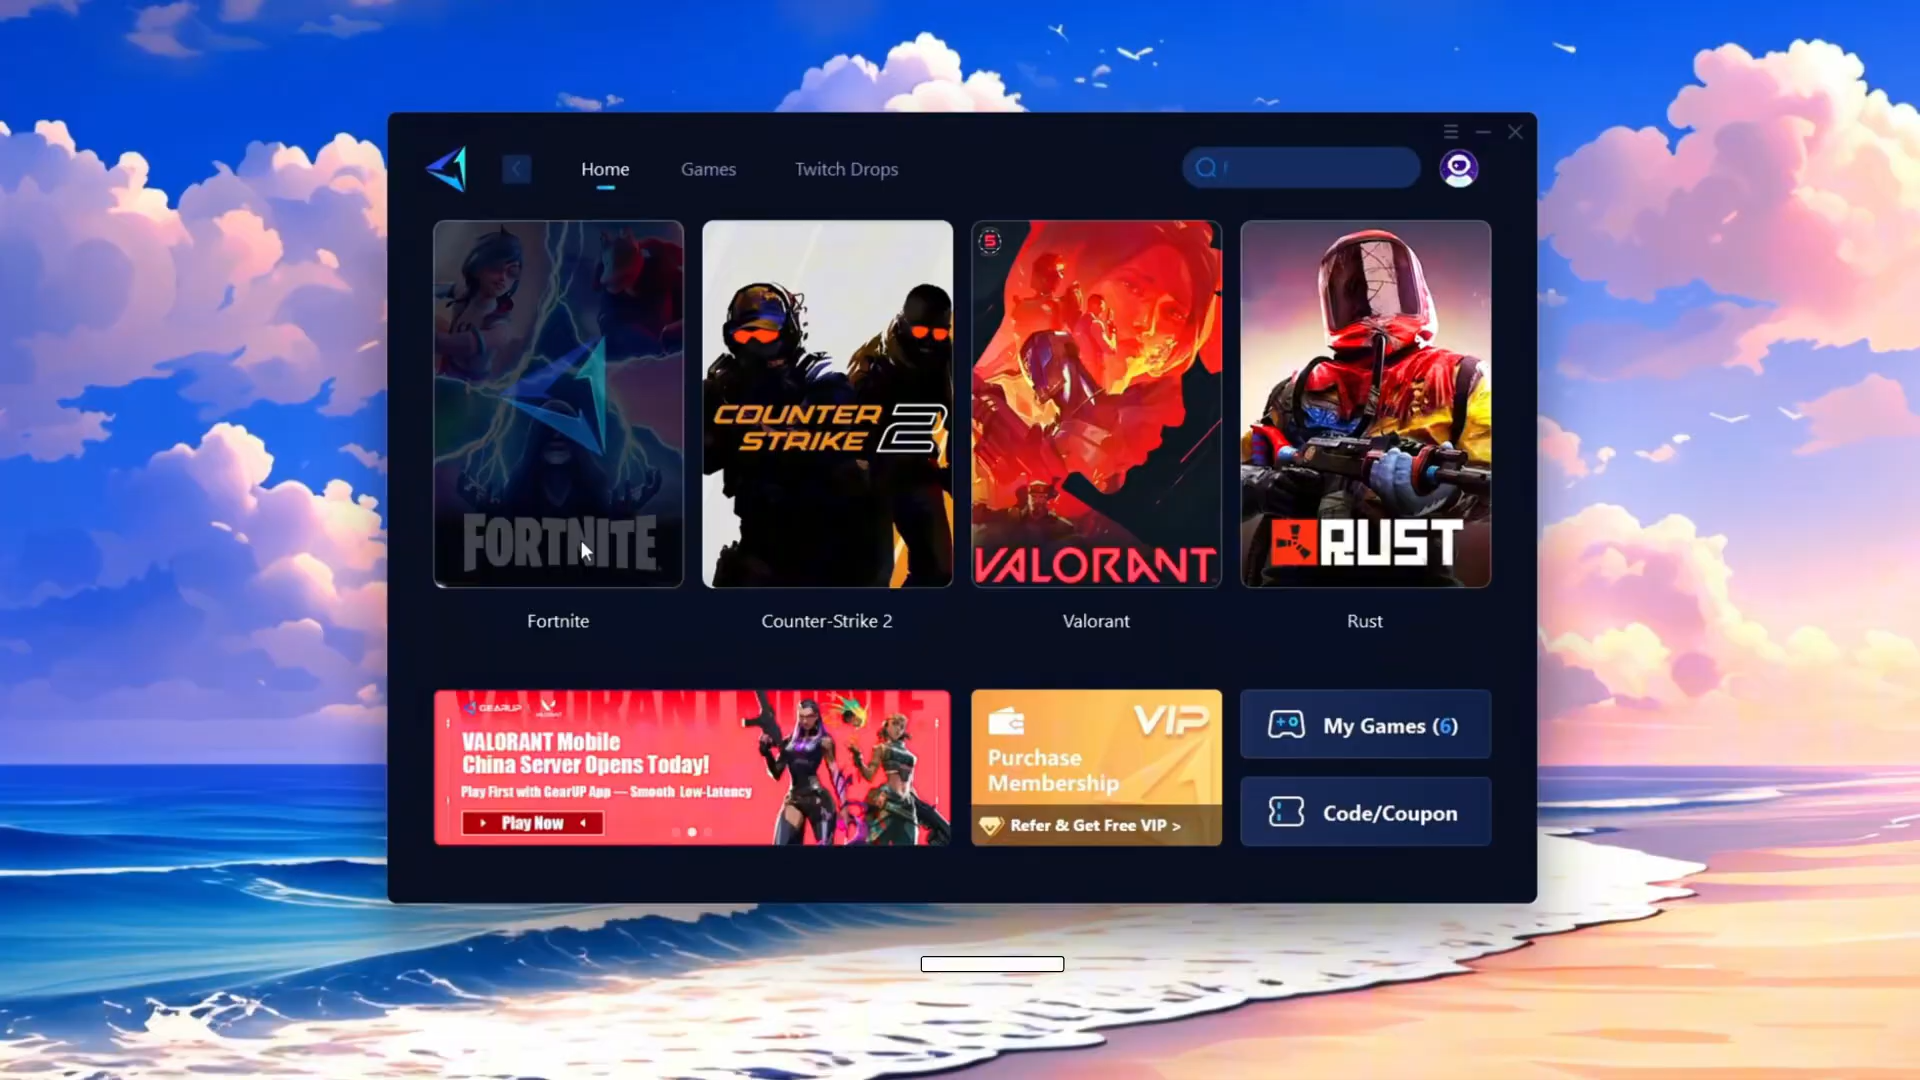 Home
Games
Twitch Drops
f
FORTNITE
COUNTER
STRIKE 2
5
VALORANT
RUST
Fortnite
Counter-Strike 2
Valorant
Rust
GEARUP
VALORANT Mobile
China Server Opens Today!
Play First with GearUP App — Smooth Low-Latency
Play Now
VIP
Purchase
Membership
Refer & Get Free VIP >
My Games (6)
Code/Coupon